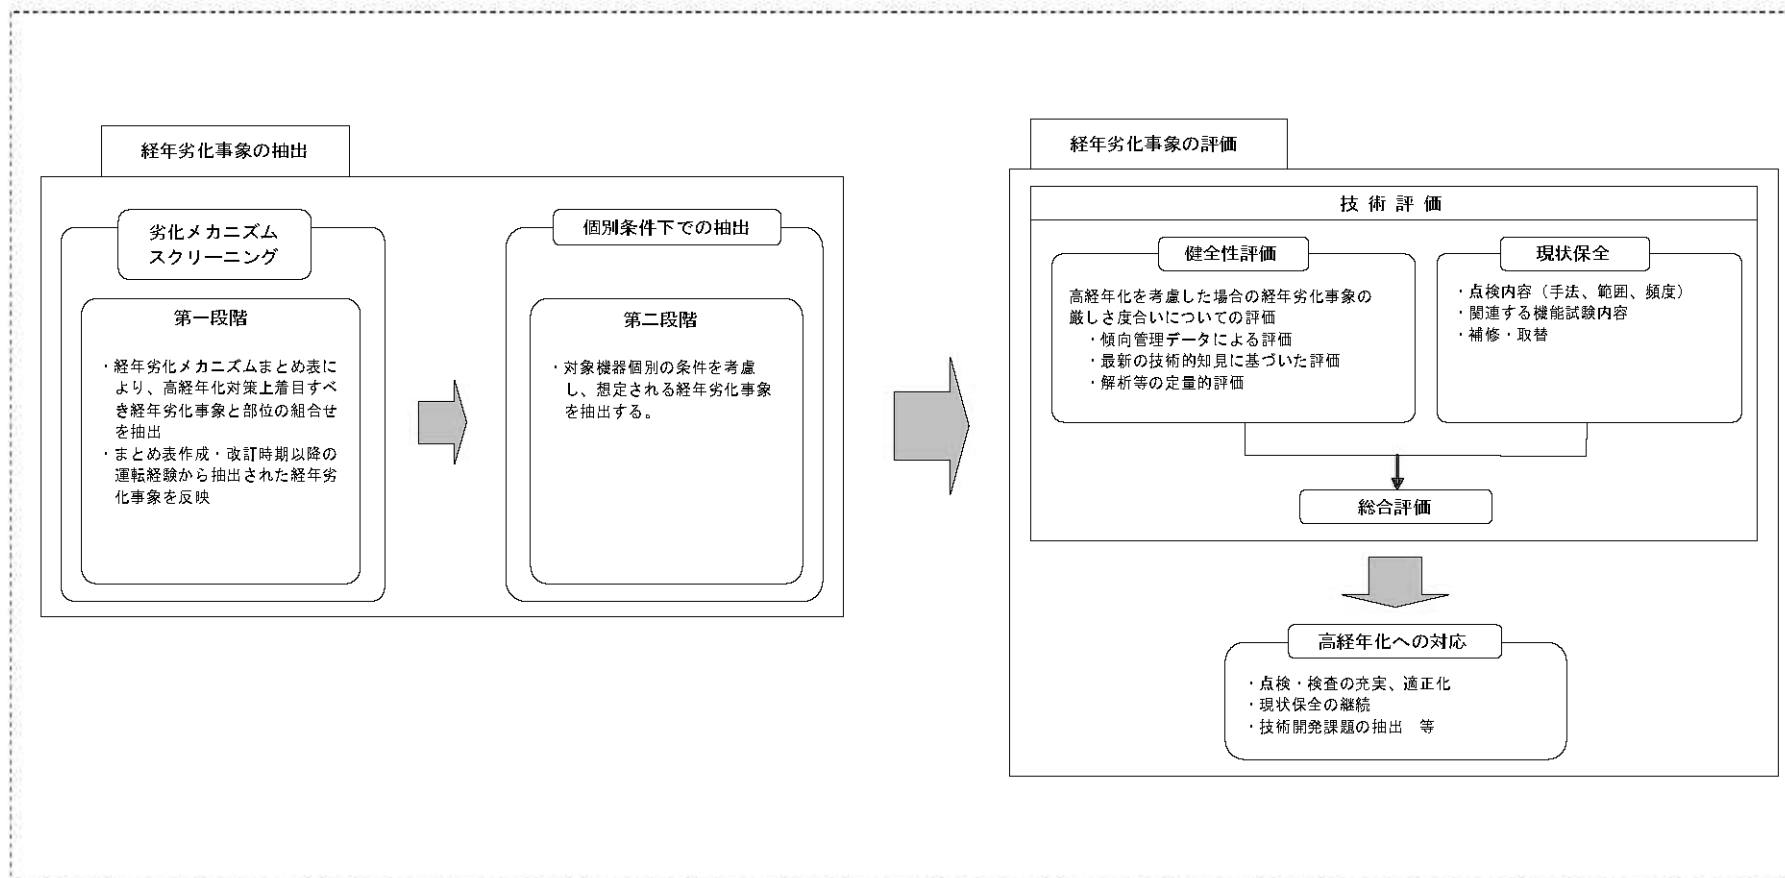 経年劣化事象の抽出
劣化メカニズム
スクリーニング
第一段階
・経年劣化メカニズムまとめ表に
より、高経年化対策上着目すべ
き経年劣化事象と部位の組合せ
を抽出
・まとめ表作成・改訂時期以降の
運転経験から抽出された経年劣
化事象を反映
個別条件下での抽出
第二段階
・対象機器個別の条件を考慮
し、想定される経年劣化事象
を抽出する。
経年劣化事象の評価
技 術 評 価
健全性評価
高経年化を考慮した場合の経年劣化事象の
厳しさ度合いについての評価
・傾向管理データによる評価
・最新の技術的知見に基づいた評価
・解析等の定量的評価
現状保全
・点検内容（手法、範囲、頻度）
・関連する機能試験内容
・補修・取替
総合評価
高経年化への対応
・点検・検査の充実、適正化
・現状保全の継続
・技術開発課題の抽出　等